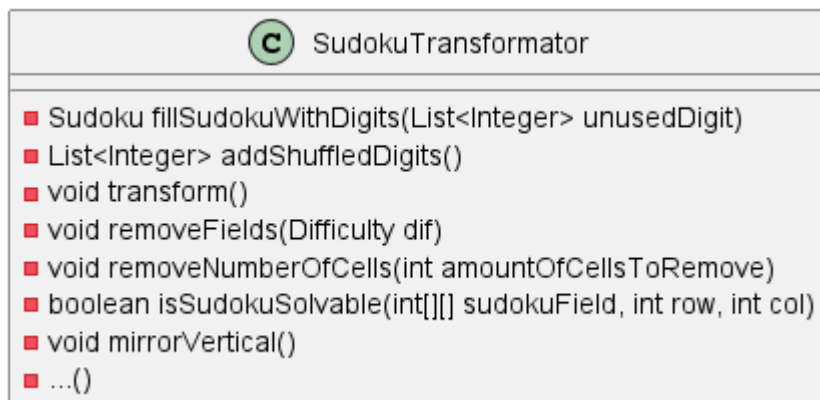 C SudokuTransformator
Sudoku fillSudokuWithDigits(List<Integer> unusedDigit)
List<Integer> addShuffledDigits()
void transform()
void removeFields(Difficulty dif)
void removeNumberOfCells(int amountOfCellsToRemove)
boolean isSudokuSolvable(int[][] sudokuField, int row, int col)
void mirrorVertical()
...()